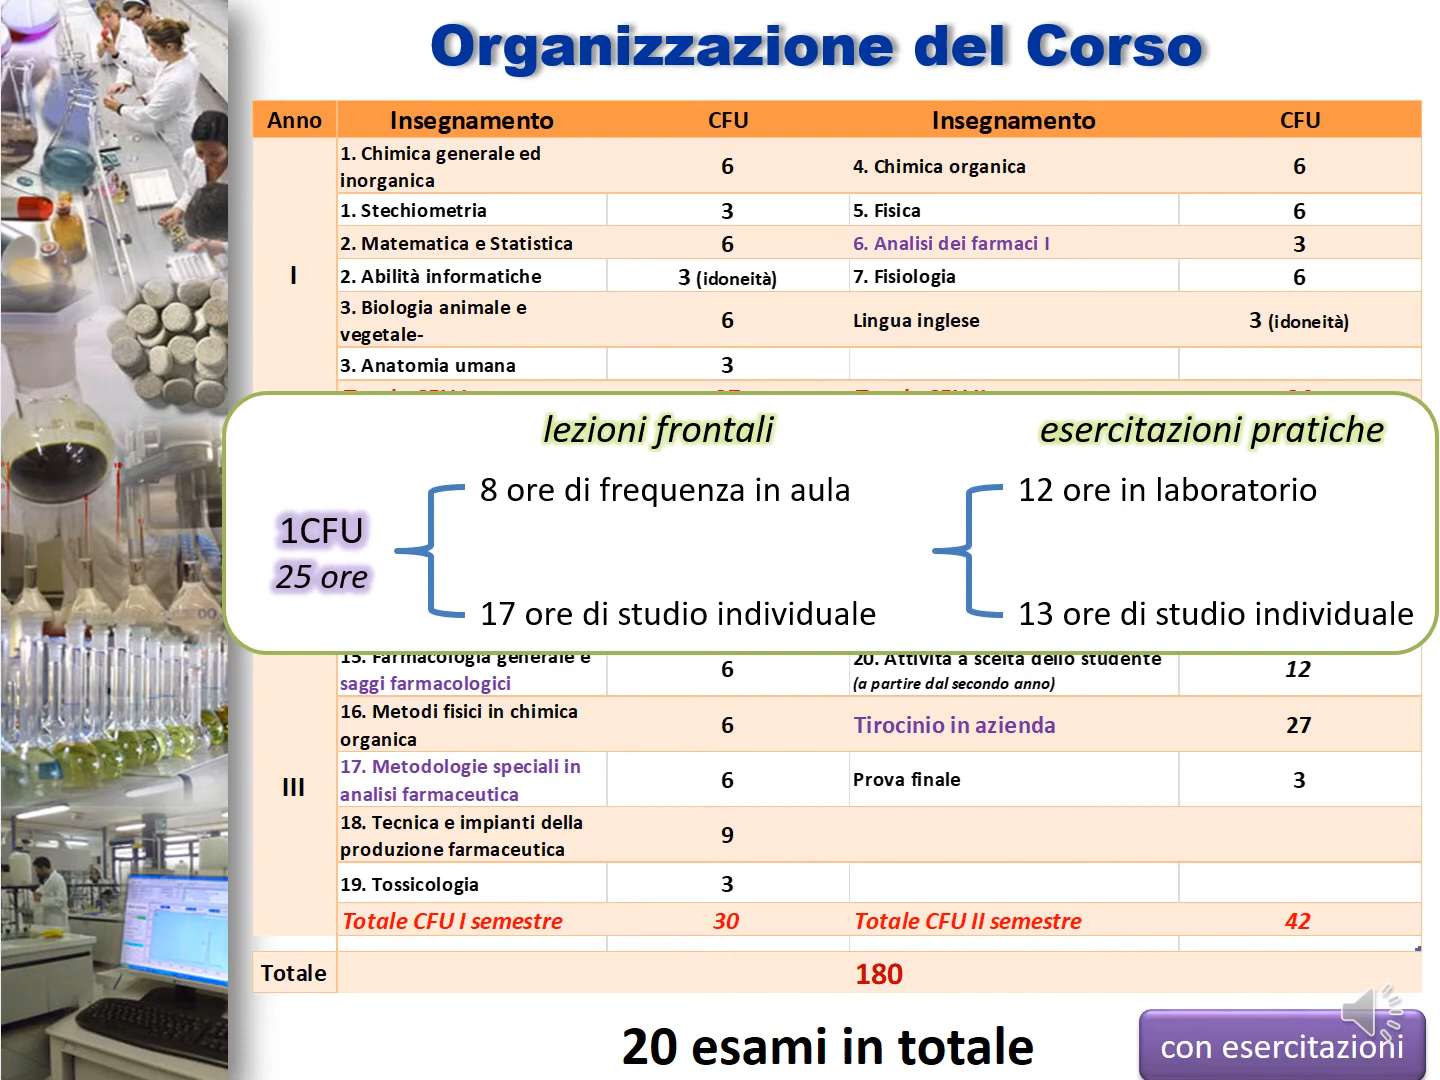 Organizzazione del Corso
Anno Insegnamento CFU Insegnamento CFU
I
1. Chimica generale ed
inorganica
6
4. Chimica organica
6
1. Stechiometria 3 5. Fisica 6
2. Matematica e Statistica 6 6. Analisi dei farmaci I 3
2. Abilità informatiche 3 (idoneità) 7. Fisiologia 6
3. Biologia animale e
vegetale-
6
Lingua inglese
3 (idoneità)
3. Anatomia umana 3
lezioni frontali
esercitazioni pratiche
1CFU
25 ore
8 ore di frequenza in aula
17 ore di studio individuale
12 ore in laboratorio
13 ore di studio individuale
III
15. Farmacologia generale e
saggi farmacologici
6
20. Attività a scelta dello studente
(a partire dal secondo anno)
12
16. Metodi fisici in chimica
organica
6
Tirocinio in azienda
27
17. Metodologie speciali in
analisi farmaceutica
6
Prova finale
3
18. Tecnica e impianti della
produzione farmaceutica
9
19. Tossicologia 3
Totale CFU I semestre 30 Totale CFU II semestre 42
Totale 180
20 esami in totale
con esercitazioni